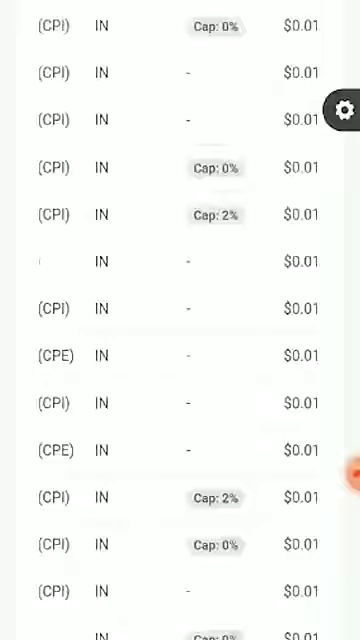 (CPI) IN Cap: 0% $0.01
(CPI) IN - $0.01
(CPI) IN - $0.01
(CPI) IN Cap: 0% $0.01
(CPI) IN Cap: 2% $0.01
IN - $0.01
(CPI) IN - $0.01
(CPE) IN - $0.01
(CPI) IN - $0.01
(CPE) IN - $0.01
(CPI) IN Cap: 2% $0.01
(CPI) IN Cap: 0% $0.01
(CPI) IN - $0.01
IN Cap: 0% $0.01